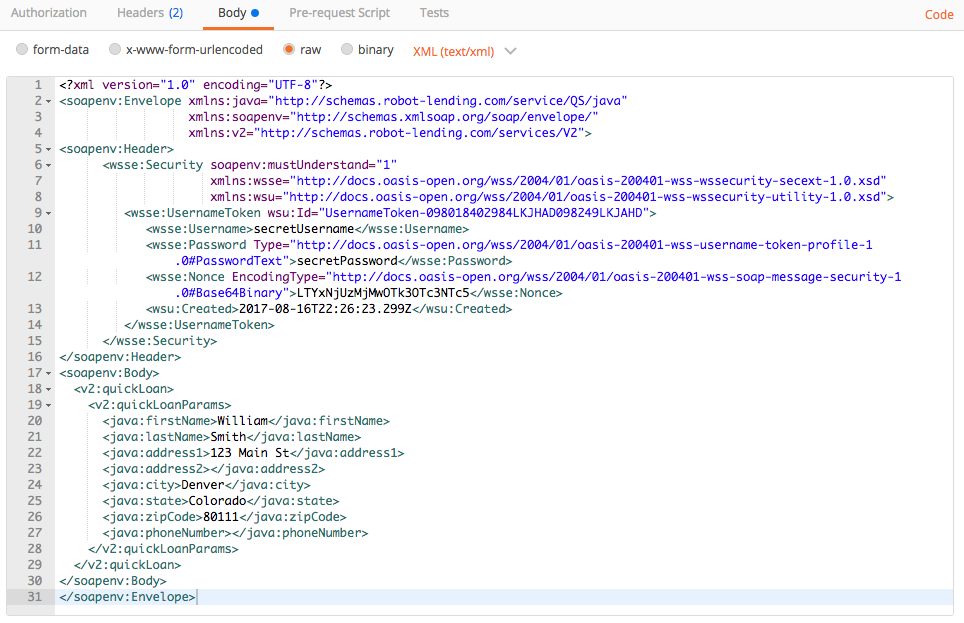 Authorization Headers (2) Body Pre-request Script Tests Code
form-data x-www-form-urlencoded raw binary XML (text/xml)
1 <?xml version="1.0" encoding="UTF-8"?>
2 <soapenv:Envelope xmlns:java="http://schemas.robot-lending.com/service/QS/java"
3 xmlns:soapenv="http://schemas.xmlsoap.org/soap/envelope/"
4 xmlns:v2="http://schemas.robot-lending.com/services/V2">
5 <soapenv:Header>
6 <wsse:Security soapenv:mustUnderstand="1"
7 xmlns:wsse="http://docs.oasis-open.org/wss/2004/01/oasis-200401-wss-wssecurity-secext-1.0.xsd"
8 xmlns:wsu="http://docs.oasis-open.org/wss/2004/01/oasis-200401-wss-wssecurity-utility-1.0.xsd">
9 <wsse:UsernameToken wsu:Id="UsernameToken-098018402984LKJHAD098249LKJAHD">
10 <wsse:Username>secretUsername</wsse:Username>
11 <wsse:Password Type="http://docs.oasis-open.org/wss/2004/01/oasis-200401-wss-username-token-profile-1
.0#PasswordText">secretPassword</wsse:Password>
12 <wsse:Nonce EncodingType="http://docs.oasis-open.org/wss/2004/01/oasis-200401-wss-soap-message-security-1
.0#Base64Binary">LTYxNjUzMjMwOTk3OTc3NTc5</wsse:Nonce>
13 <wsu:Created>2017-08-16T22:26:23.299Z</wsu:Created>
14 </wsse:UsernameToken>
15 </wsse:Security>
16 </soapenv:Header>
17 <soapenv:Body>
18 <v2:quickLoan>
19 <v2:quickLoanParams>
20 <java:firstName>William</java:firstName>
21 <java:lastName>Smith</java:lastName>
22 <java:address1>123 Main St</java:address1>
23 <java:address2></java:address2>
24 <java:city>Denver</java:city>
25 <java:state>Colorado</java:state>
26 <java:zipCode>80111</java:zipCode>
27 <java:phoneNumber></java:phoneNumber>
28 </v2:quickLoanParams>
29 </v2:quickLoan>
30 </soapenv:Body>
31 </soapenv:Envelope>